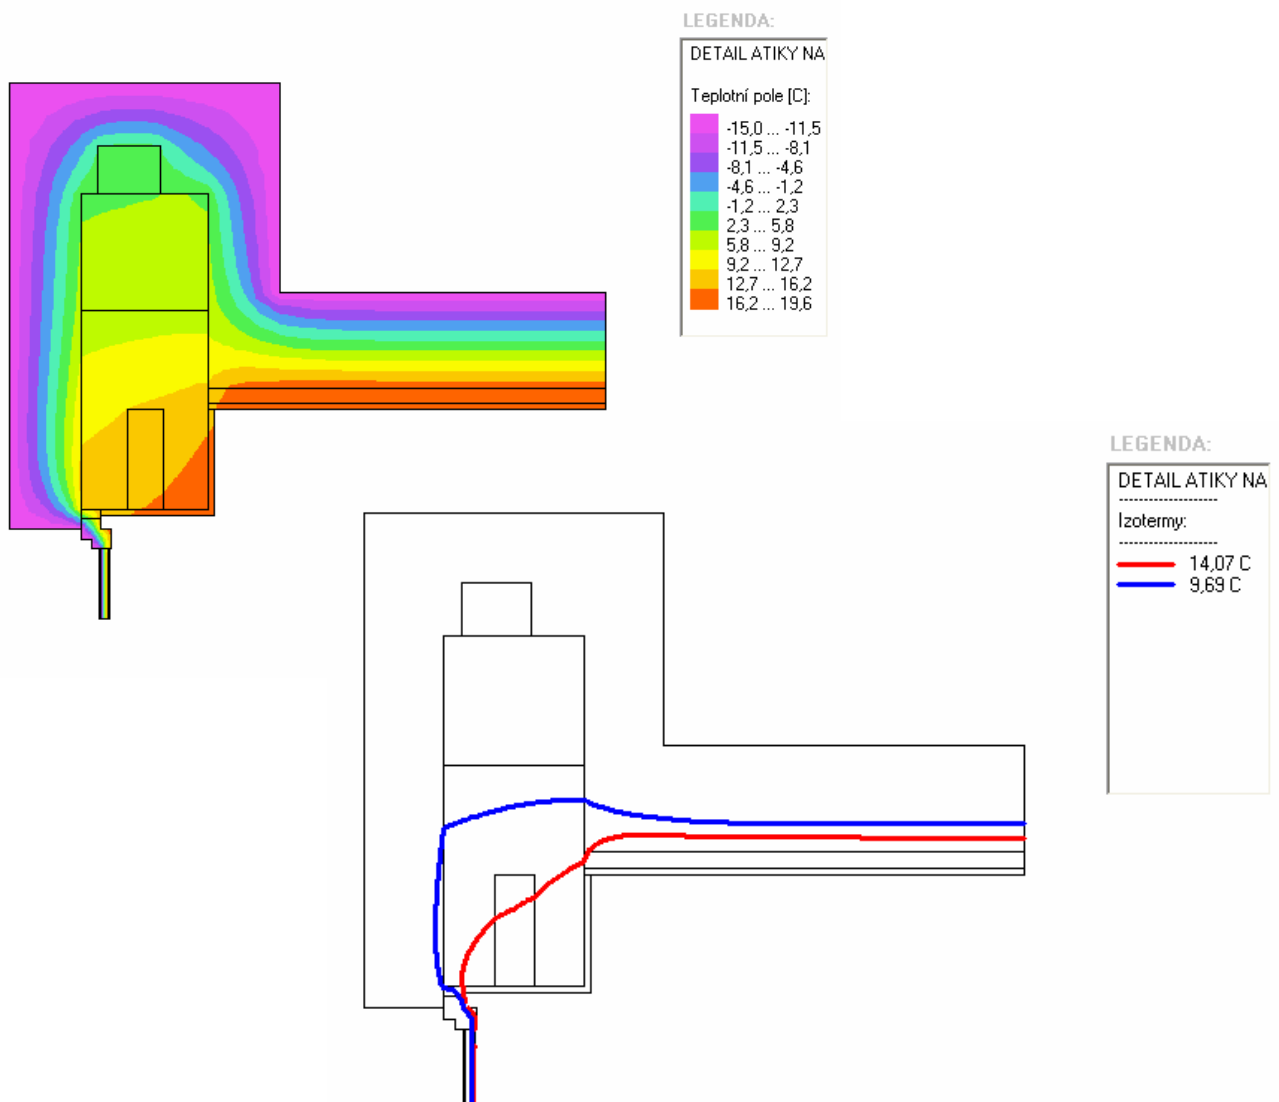 LEGENDA:
DETAIL ATIKY NA
Teplotní pole [C]:
-15,0 ... -11,5
-11,5 ... -8,1
-8,1 ... -4,6
-4,6 ... -1,2
-1,2 ... 2,3
2,3 ... 5,8
5,8 ... 9,2
9,2 ... 12,7
12,7 ... 16,2
16,2 ... 19,6
LEGENDA:
DETAIL ATIKY NA
--------------------
Izotermy:
--------------------
14,07 C
9,69 C